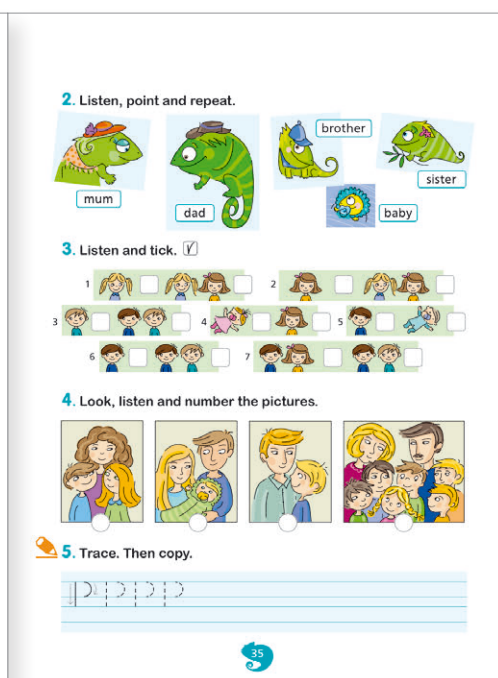 2. Listen, point and repeat.
brother
sister
mum
dad
baby
3. Listen and tick.
1
2
3
4
5
6
7
4. Look, listen and number the pictures.
5. Trace. Then copy.
P
35